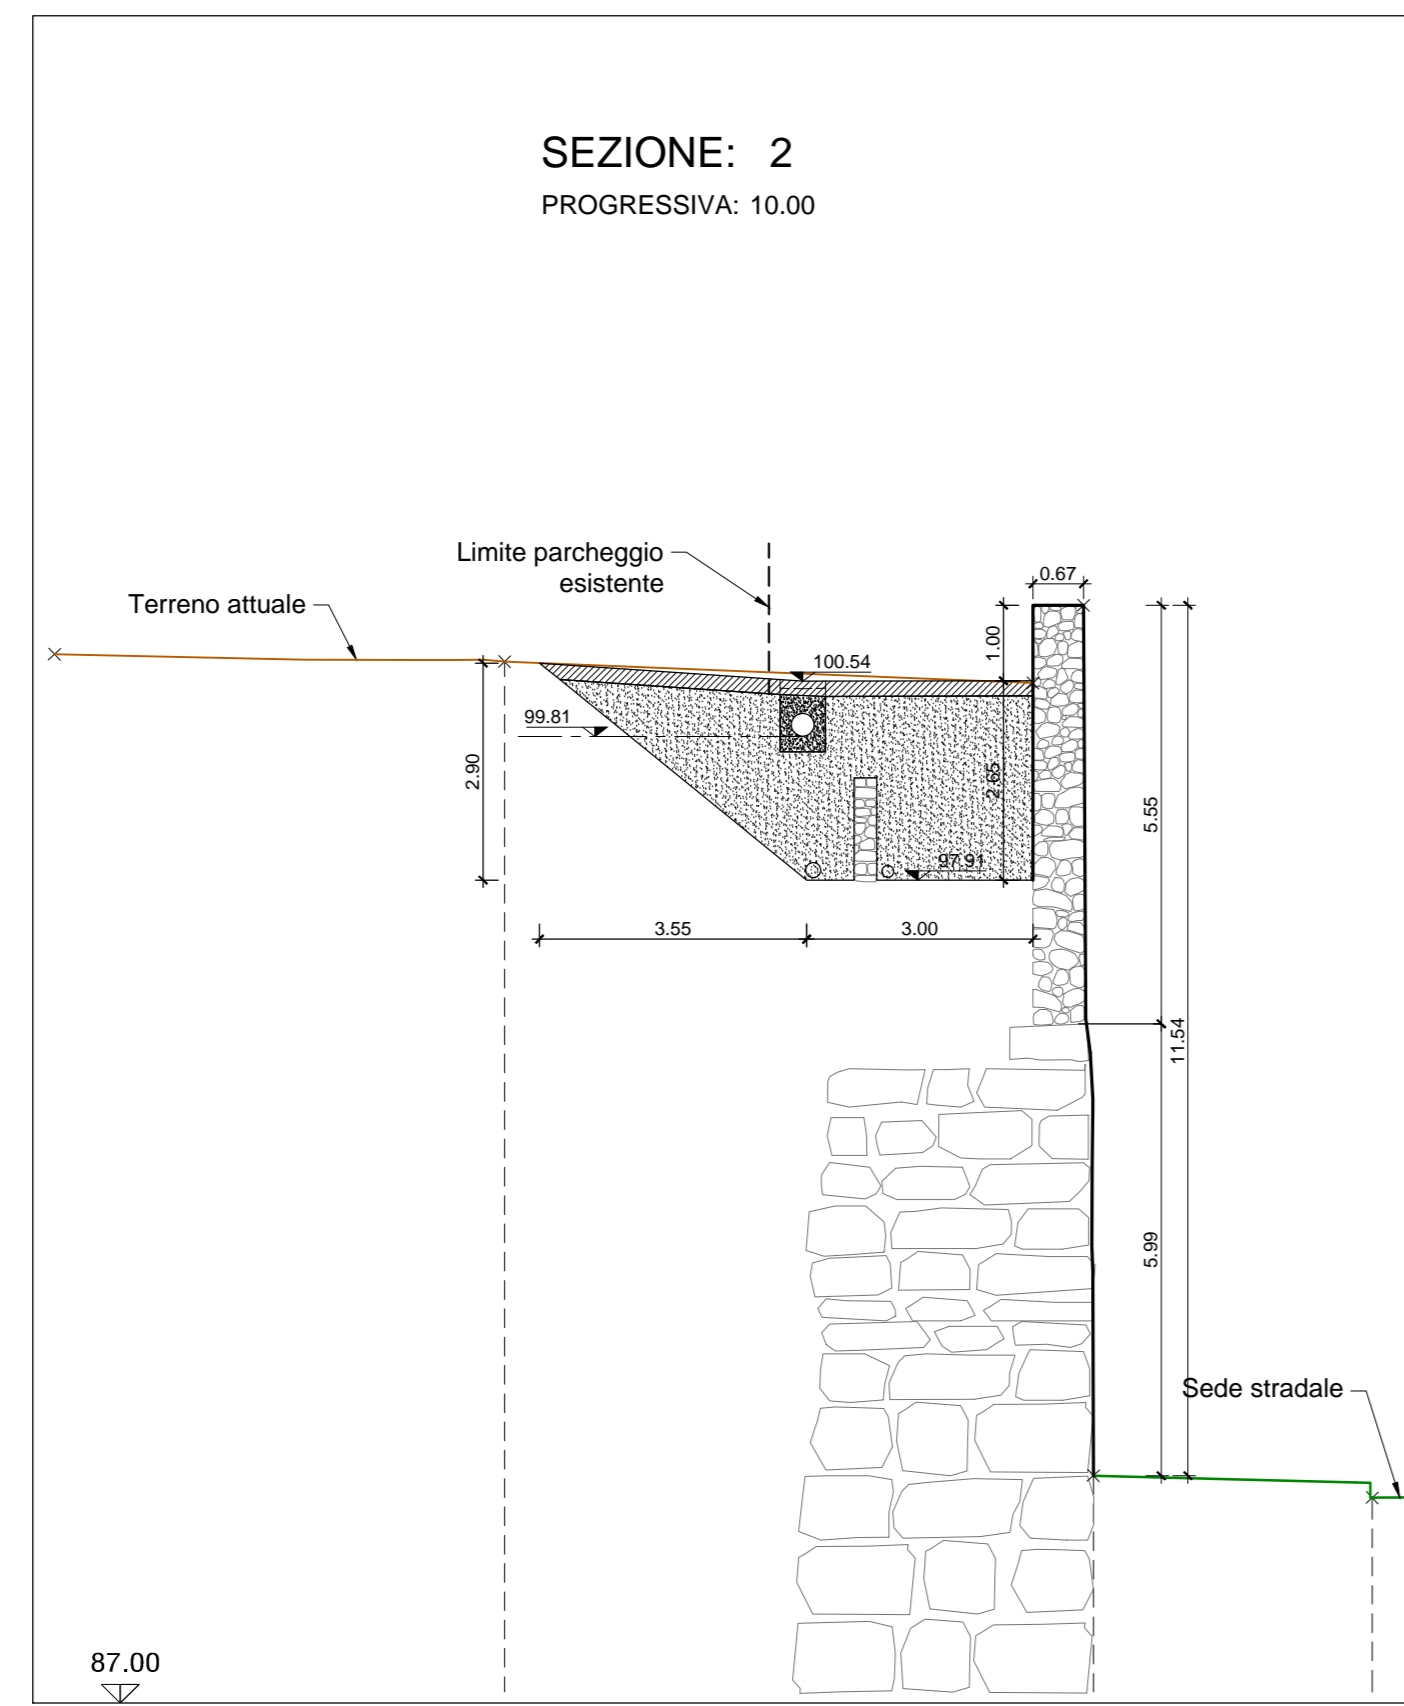 SEZIONE: 2
PROGRESSIVA: 10.00
Limite parcheggio
esistente
Terreno attuale
0.67
1.00
100.54
99.81
2.90
2.65
97.91
5.55
3.55
3.00
11.54
5.99
Sede stradale
87.00